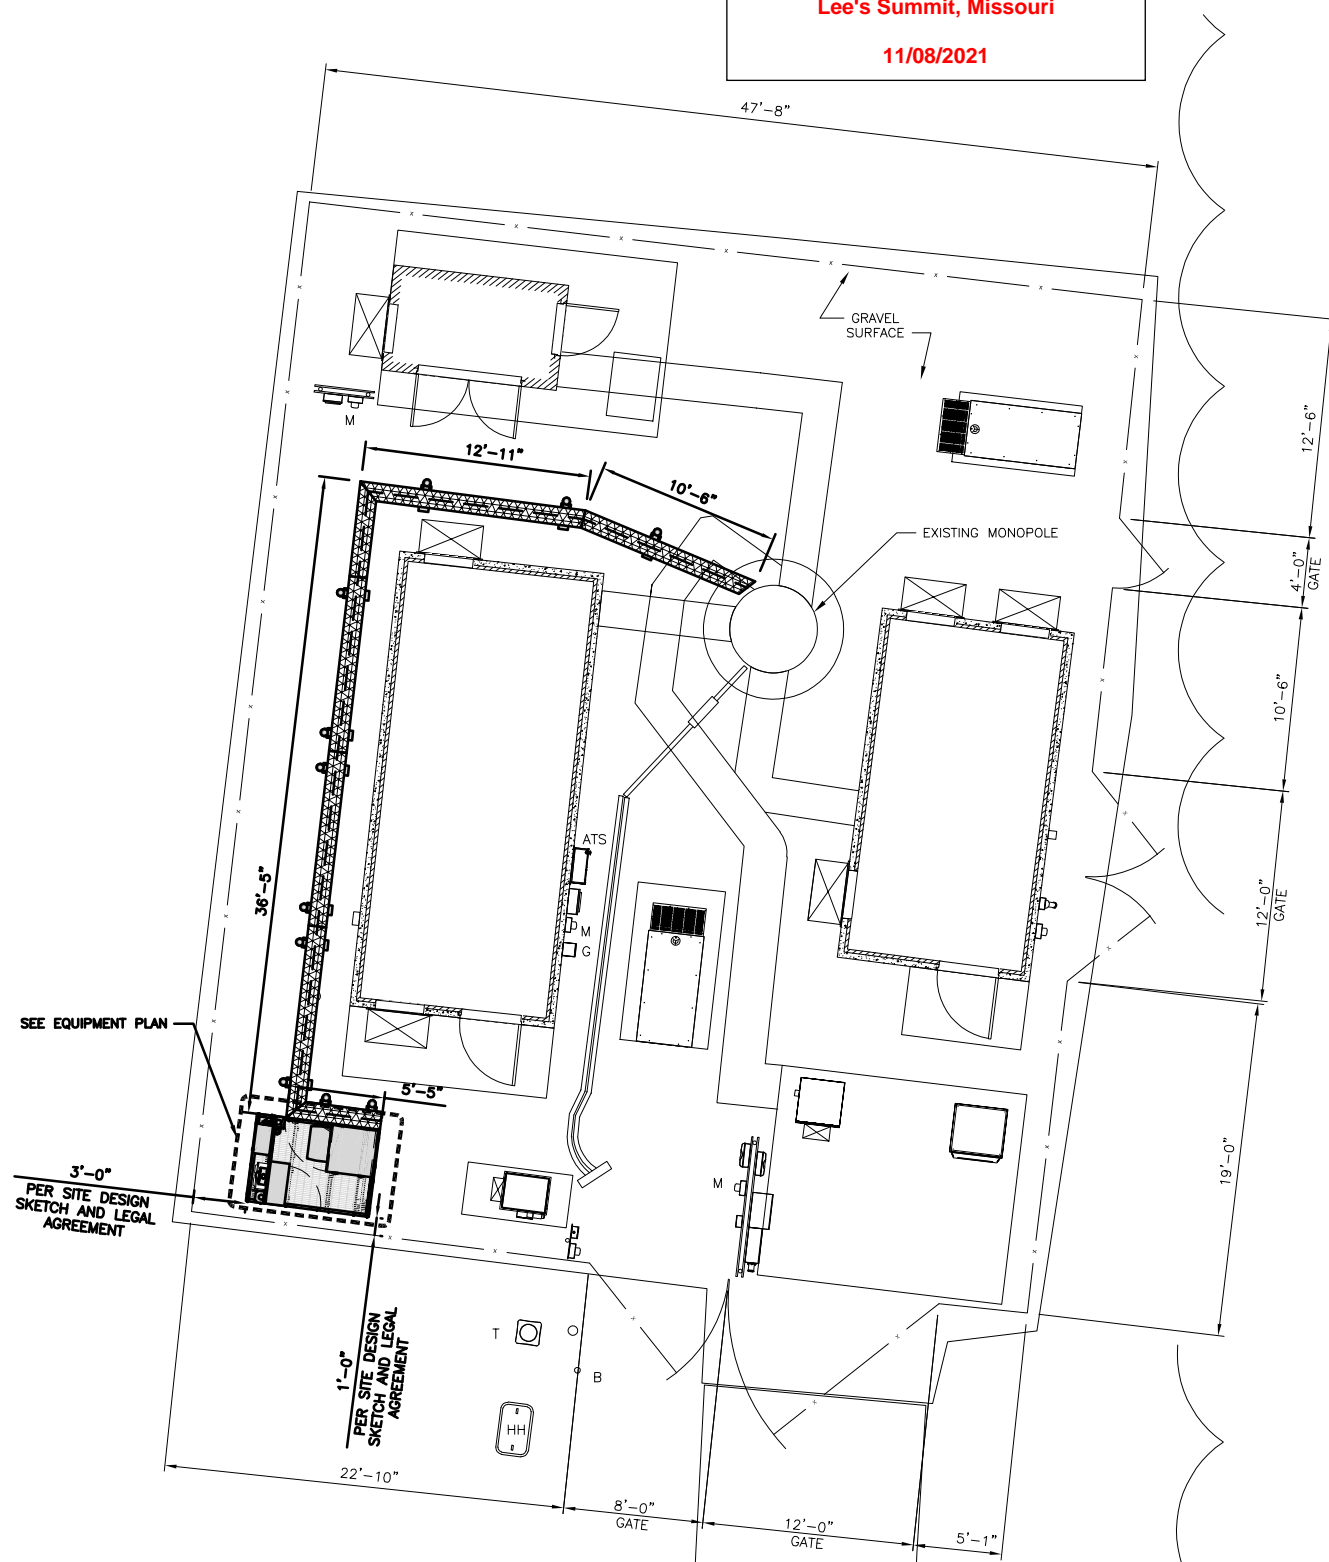 Lee's Summit, Missouri
11/08/2021
47'-8"
GRAVEL
SURFACE
M
12'-11"
10'-6"
EXISTING MONOPOLE
12'-6"
4'-0"
GATE
10'-6"
12'-0"
GATE
19'-0"
36'-5"
ATS
M
G
SEE EQUIPMENT PLAN
5'-5"
3'-0"
PER SITE DESIGN
SKETCH AND LEGAL
AGREEMENT
M
1'-0"
PER SITE DESIGN
SKETCH AND LEGAL
AGREEMENT
T
B
HH
22'-10"
8'-0"
GATE
12'-0"
GATE
5'-1"